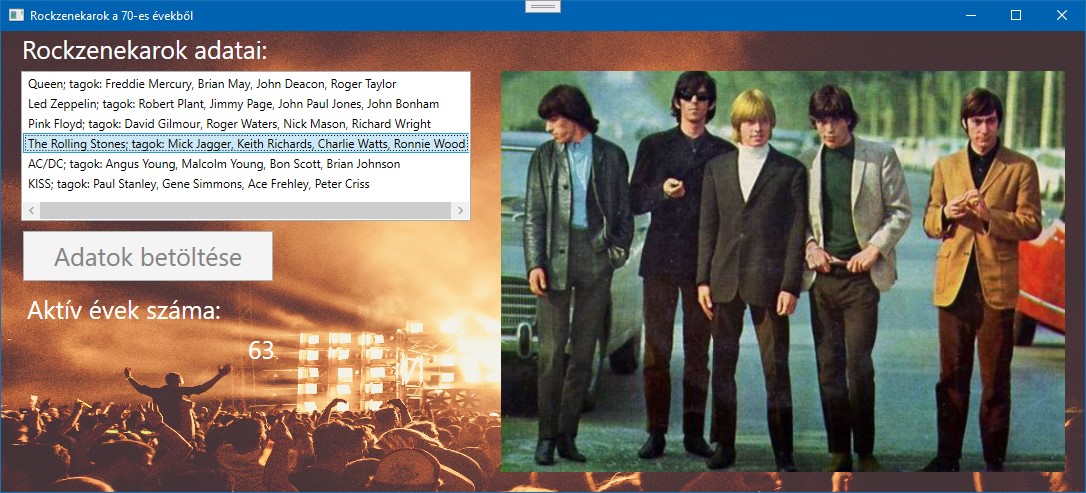 Rockzenekarok a 70-es évekből
Rockzenekarok adatai:
Queen; tagok: Freddie Mercury, Brian May, John Deacon, Roger Taylor
Led Zeppelin; tagok: Robert Plant, Jimmy Page, John Paul Jones, John Bonham
Pink Floyd; tagok: David Gilmour, Roger Waters, Nick Mason, Richard Wright
The Rolling Stones; tagok: Mick Jagger, Keith Richards, Charlie Watts, Ronnie Wood
AC/DC; tagok: Angus Young, Malcolm Young, Bon Scott, Brian Johnson
KISS; tagok: Paul Stanley, Gene Simmons, Ace Frehley, Peter Criss
Adatok betöltése
Aktív évek száma:
63